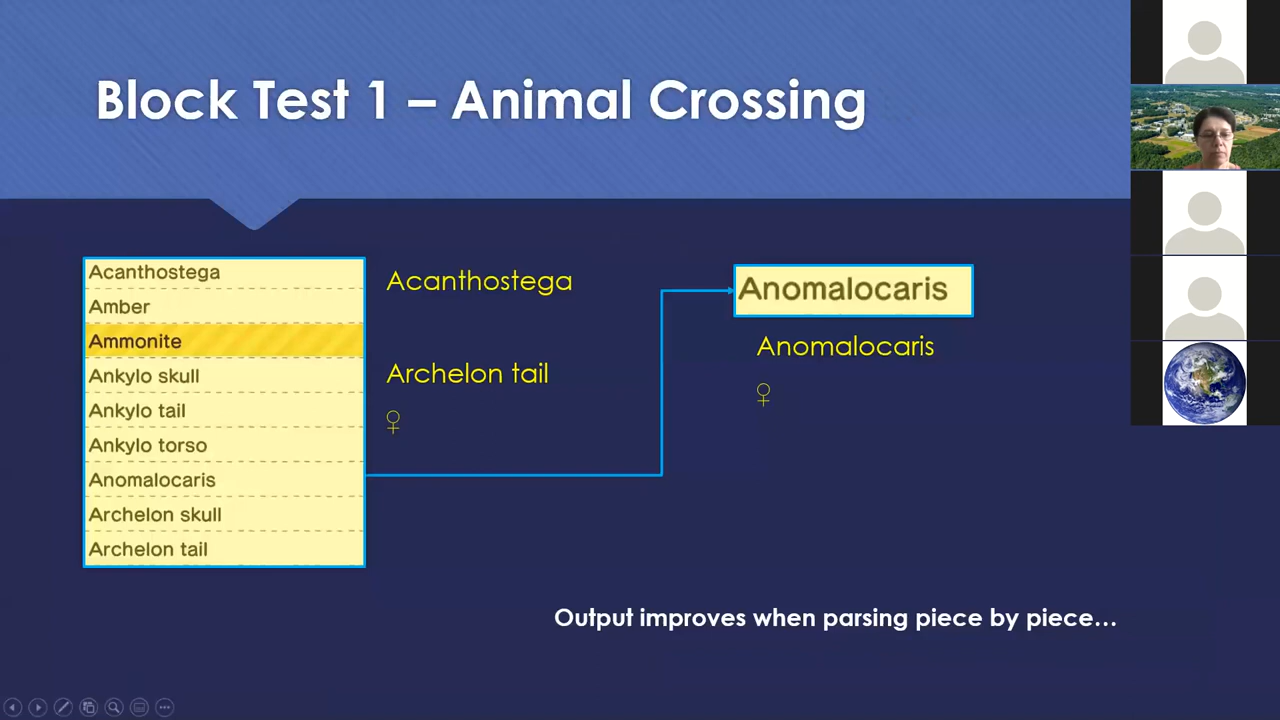 Block Test 1 – Animal Crossing
Acanthostega
Amber
Ammonite
Ankylo skull
Ankylo tail
Ankylo torso
Anomalocaris
Archelon skull
Archelon tail
Acanthostega
Archelon tail
♀
Anomalocaris
Anomalocaris
♀
Output improves when parsing piece by piece…